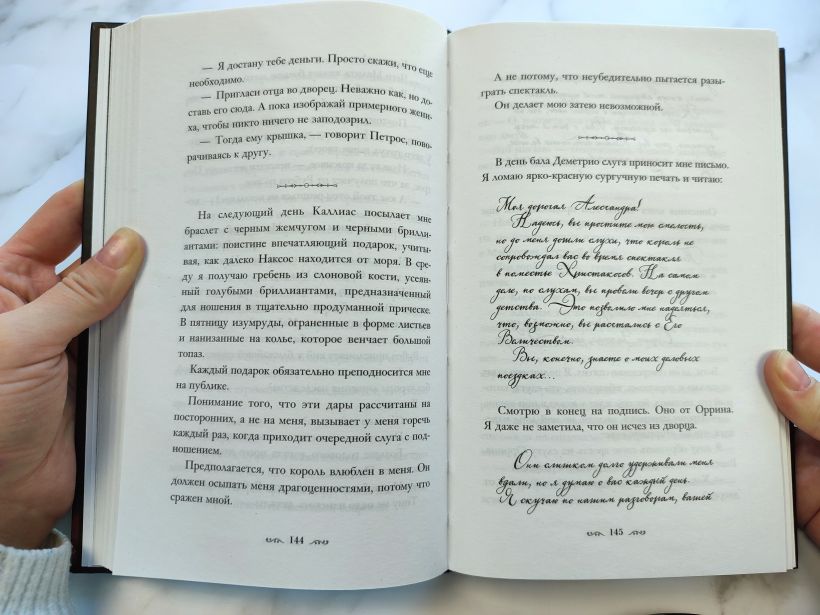 — Я достану тебе деньги. Просто скажи, что еще
необходимо.
— Пригласи отца во дворец. Неважно как, но до-
ставь его сюда. А пока изображай примерного жени-
ха, чтобы никто ничего не заподозрил.
— Тогда ему крышка, — говорит Петрос, пово-
рачиваясь к другу.
На следующий день Каллиас посылает мне
браслет с черным жемчугом и черными брилли-
антами: поистине впечатляющий подарок, учиты-
вая, как далеко Наксос находится от моря. В сре-
ду я получаю гребень из слоновой кости, усеян-
ный голубыми бриллиантами, предназначенный
для ношения в тщательно продуманной прическе.
В пятницу изумруды, ограненные в форме листьев
и нанизанные на колье, которое венчает большой
топаз.
Каждый подарок обязательно преподносится мне
на публике.
Понимание того, что эти дары рассчитаны на
посторонних, а не на меня, вызывает у меня горечь
каждый раз, когда приходит очередной слуга с под-
ношением.
Предполагается, что король влюблен в меня. Он
должен осыпать меня драгоценностями, потому что
сражен мной.
144
А не потому, что неубедительно пытается разы-
грать спектакль.
Он делает мою затею невозможной.
В день бала Деметрио слуга приносит мне письмо.
Я ломаю ярко-красную сургучную печать и читаю:
Моя дорогая Алессандра!
Надеюсь, вы простите мою смелость,
но до меня дошли слухи, что король не
сопровождал вас во время спектакля
в поместье Христакосов. На самом
деле, по слухам, вы провели вечер с другом
детства. Это позволило мне надеяться,
что, возможно, вы расстались с Его
Величеством.
Вы, конечно, знаете о моих деловых
поездках...
Смотрю в конец на подпись. Оно от Оррина.
Я даже не заметила, что он исчез из дворца.
Они слишком долго удерживали меня
вдали, но я думаю о вас каждый день.
Я скучаю по нашим разговорам, вашей
145